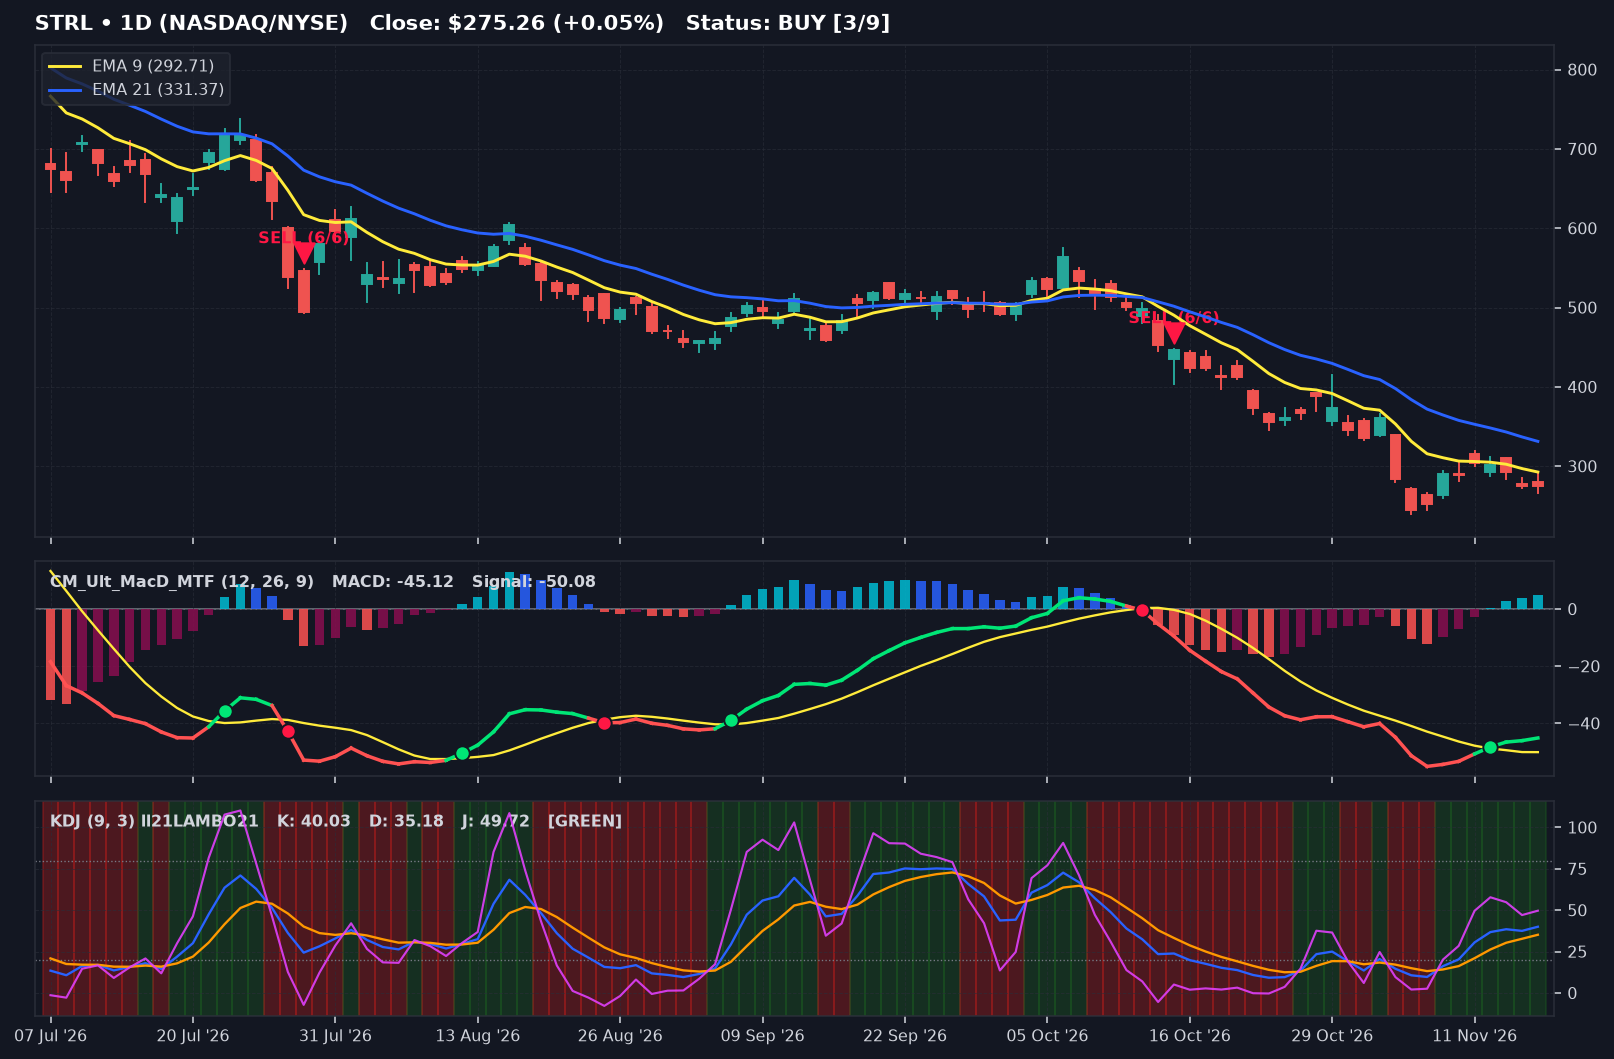 STRL • 1D (NASDAQ/NYSE)   Close: $275.26 (+0.05%)   Status: BUY [3/9]
EMA 9 (292.71)
EMA 21 (331.37)
800
700
600
500
400
300
SELL (6/6)
SELL (6/6)
CM_Ult_MacD_MTF (12, 26, 9)   MACD: -45.12   Signal: -50.08
0
−20
−40
KDJ (9, 3) II21LAMBO21   K: 40.03   D: 35.18   J: 49.72   [GREEN]
100
75
50
25
0
07 Jul '26   20 Jul '26   31 Jul '26   13 Aug '26   26 Aug '26   09 Sep '26   22 Sep '26   05 Oct '26   16 Oct '26   29 Oct '26   11 Nov '26